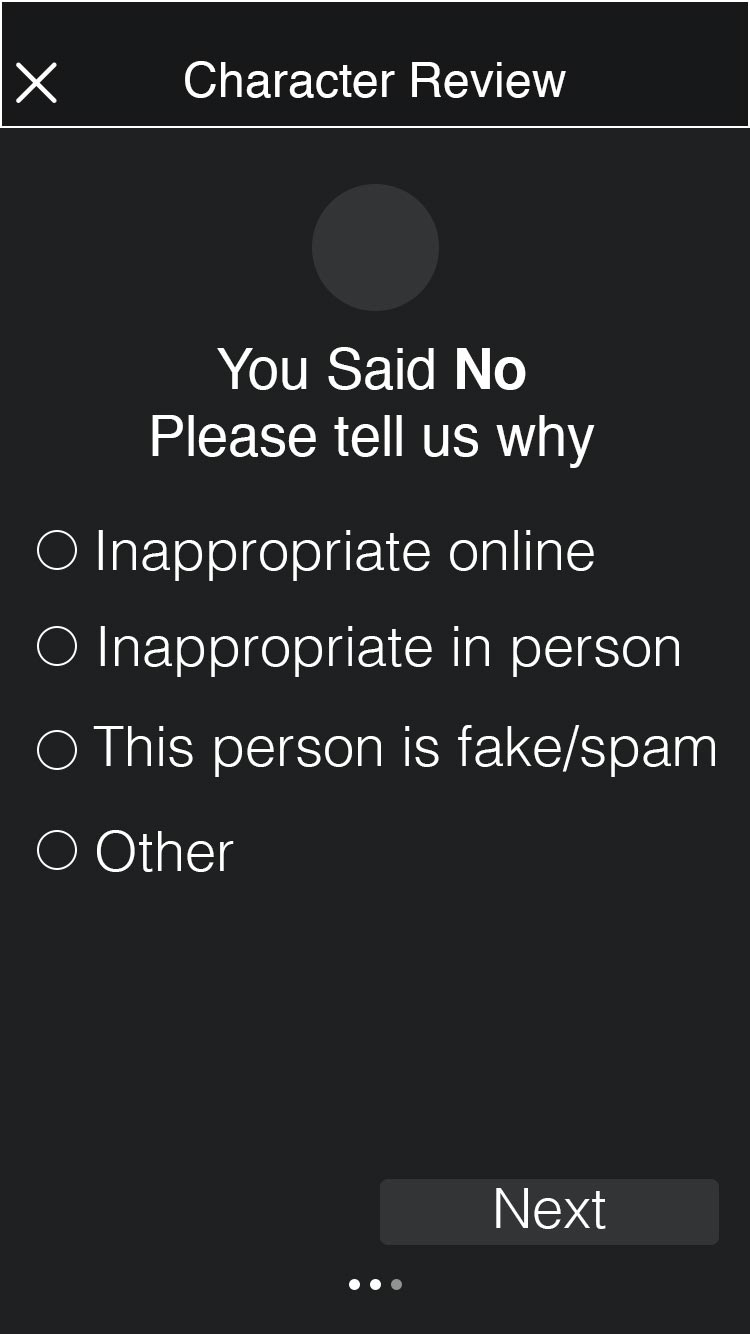 Character Review
You Said No
Please tell us why
Inappropriate online
Inappropriate in person
This person is fake/spam
Other
Next